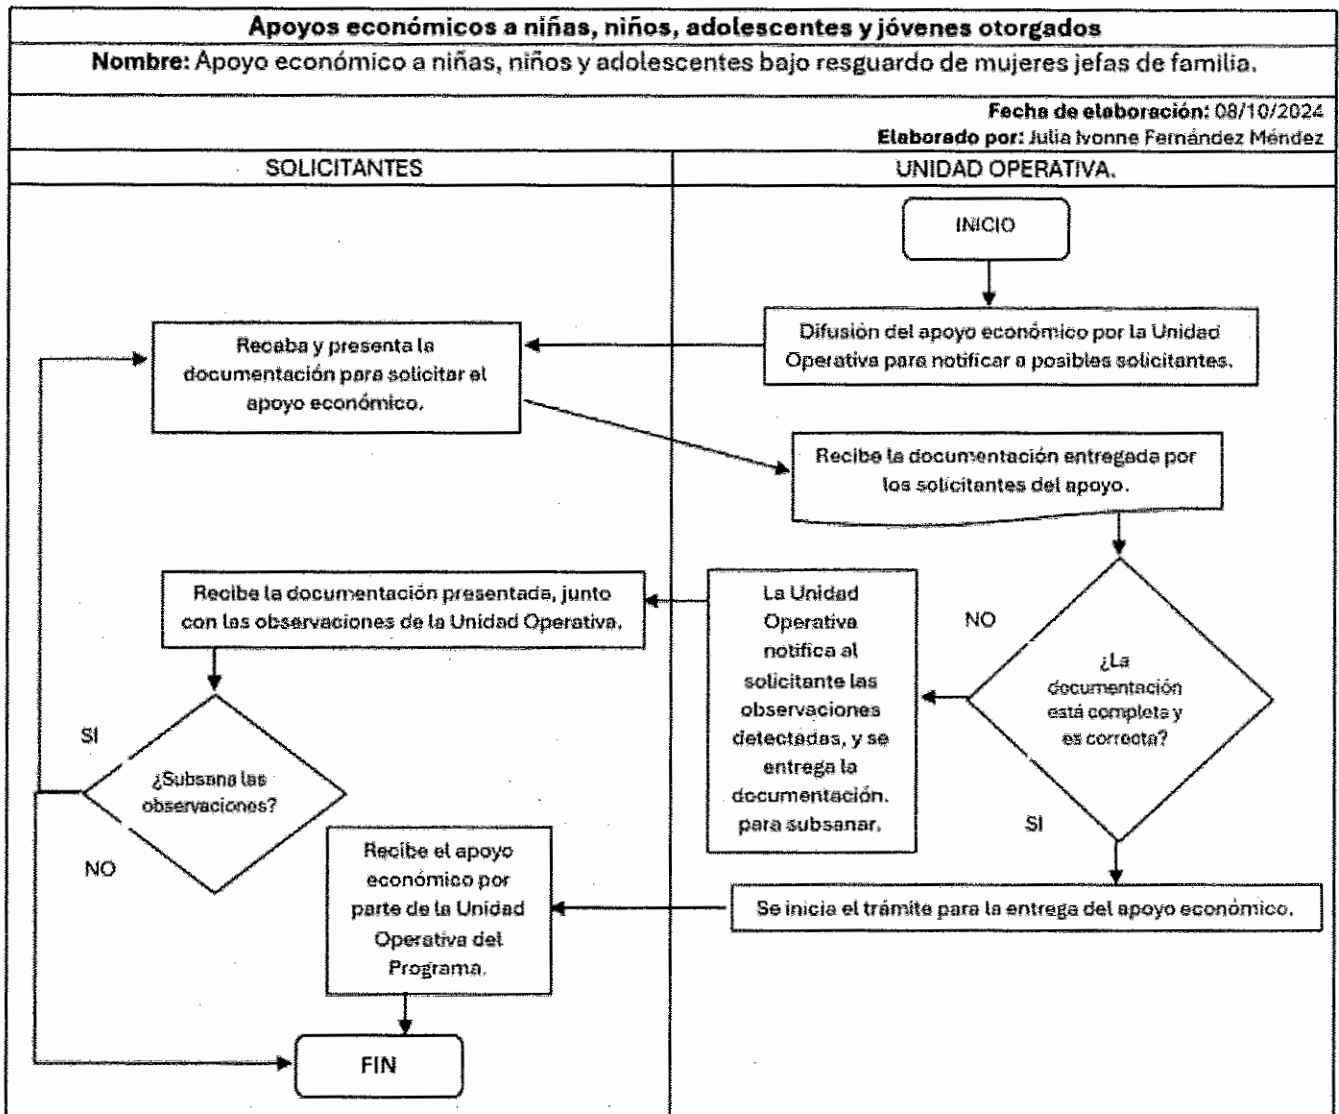 Apoyos económicos a niñas, niños, adolescentes y jóvenes otorgados
Nombre: Apoyo económico a niñas, niños y adolescentes bajo resguardo de mujeres jefas de familia.
Fecha de elaboración: 08/10/2024
Elaborado por: Julia Ivonne Fernández Méndez
SOLICITANTES
UNIDAD OPERATIVA.
INICIO
Difusión del apoyo económico por la Unidad
Operativa para notificar a posibles solicitantes.
Recaba y presenta la
documentación para solicitar el
apoyo económico.
Recibe la documentación entregada por
los solicitantes del apoyo.
Recibe la documentación presentada, junto
con las observaciones de la Unidad Operativa.
La Unidad
Operativa
notifica al
solicitante las
observaciones
detectadas, y se
entrega la
documentación.
para subsanar.
NO
¿La
documentación
está completa y
es correcta?
SI
SI
¿Subsana las
observaciones?
NO
Recibe el apoyo
económico por
parte de la Unidad
Operativa del
Programa.
Se inicia el trámite para la entrega del apoyo económico.
FIN